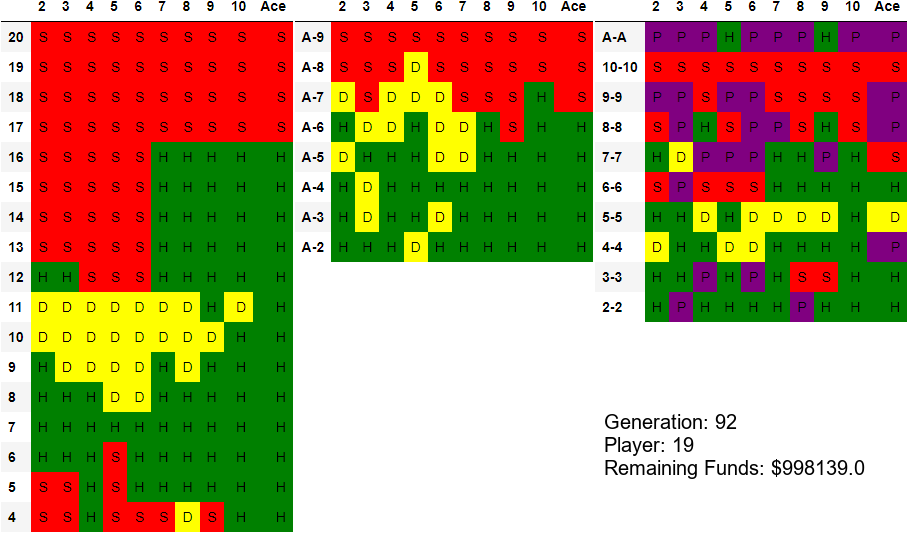 2 3 4 5 6 7 8 9 10 Ace
20 S S S S S S S S S S
19 S S S S S S S S S S
18 S S S S S S S S S S
17 S S S S S S S S S S
16 S S S S S H H H H H
15 S S S S S H H H H H
14 S S S S S H H H H H
13 S S S S S H H H H H
12 H H S S S H H H H H
11 D D D D D D D H D H
10 D D D D D D D D H H
9 H D D D D H D H H H
8 H H H D D H H H H H
7 H H H H H H H H H H
6 H H H S H H H H H H
5 S S H S H H H H H H
4 S S H S S S D S H H
2 3 4 5 6 7 8 9 10 Ace
A-9 S S S S S S S S S S
A-8 S S S D S S S S S S
A-7 D S D D D S S S H S
A-6 H D D H D D H S H H
A-5 D H H H D D H H H H
A-4 H D H H H H H H H H
A-3 H D H H D H H H H H
A-2 H H H D H H H H H H
2 3 4 5 6 7 8 9 10 Ace
A-A P P P H P P P H P P
10-10 S S S S S S S S S S
9-9 P P S P P S S S S P
8-8 S P H S P P S H S P
7-7 H D P P P H H P H S
6-6 S P S S S H H H H H
5-5 H H D H D D D D H D
4-4 D H H D D H H H H P
3-3 H H P H P H S S H H
2-2 H P H H H H P H H H
Generation: 92
Player: 19
Remaining Funds: $998139.0